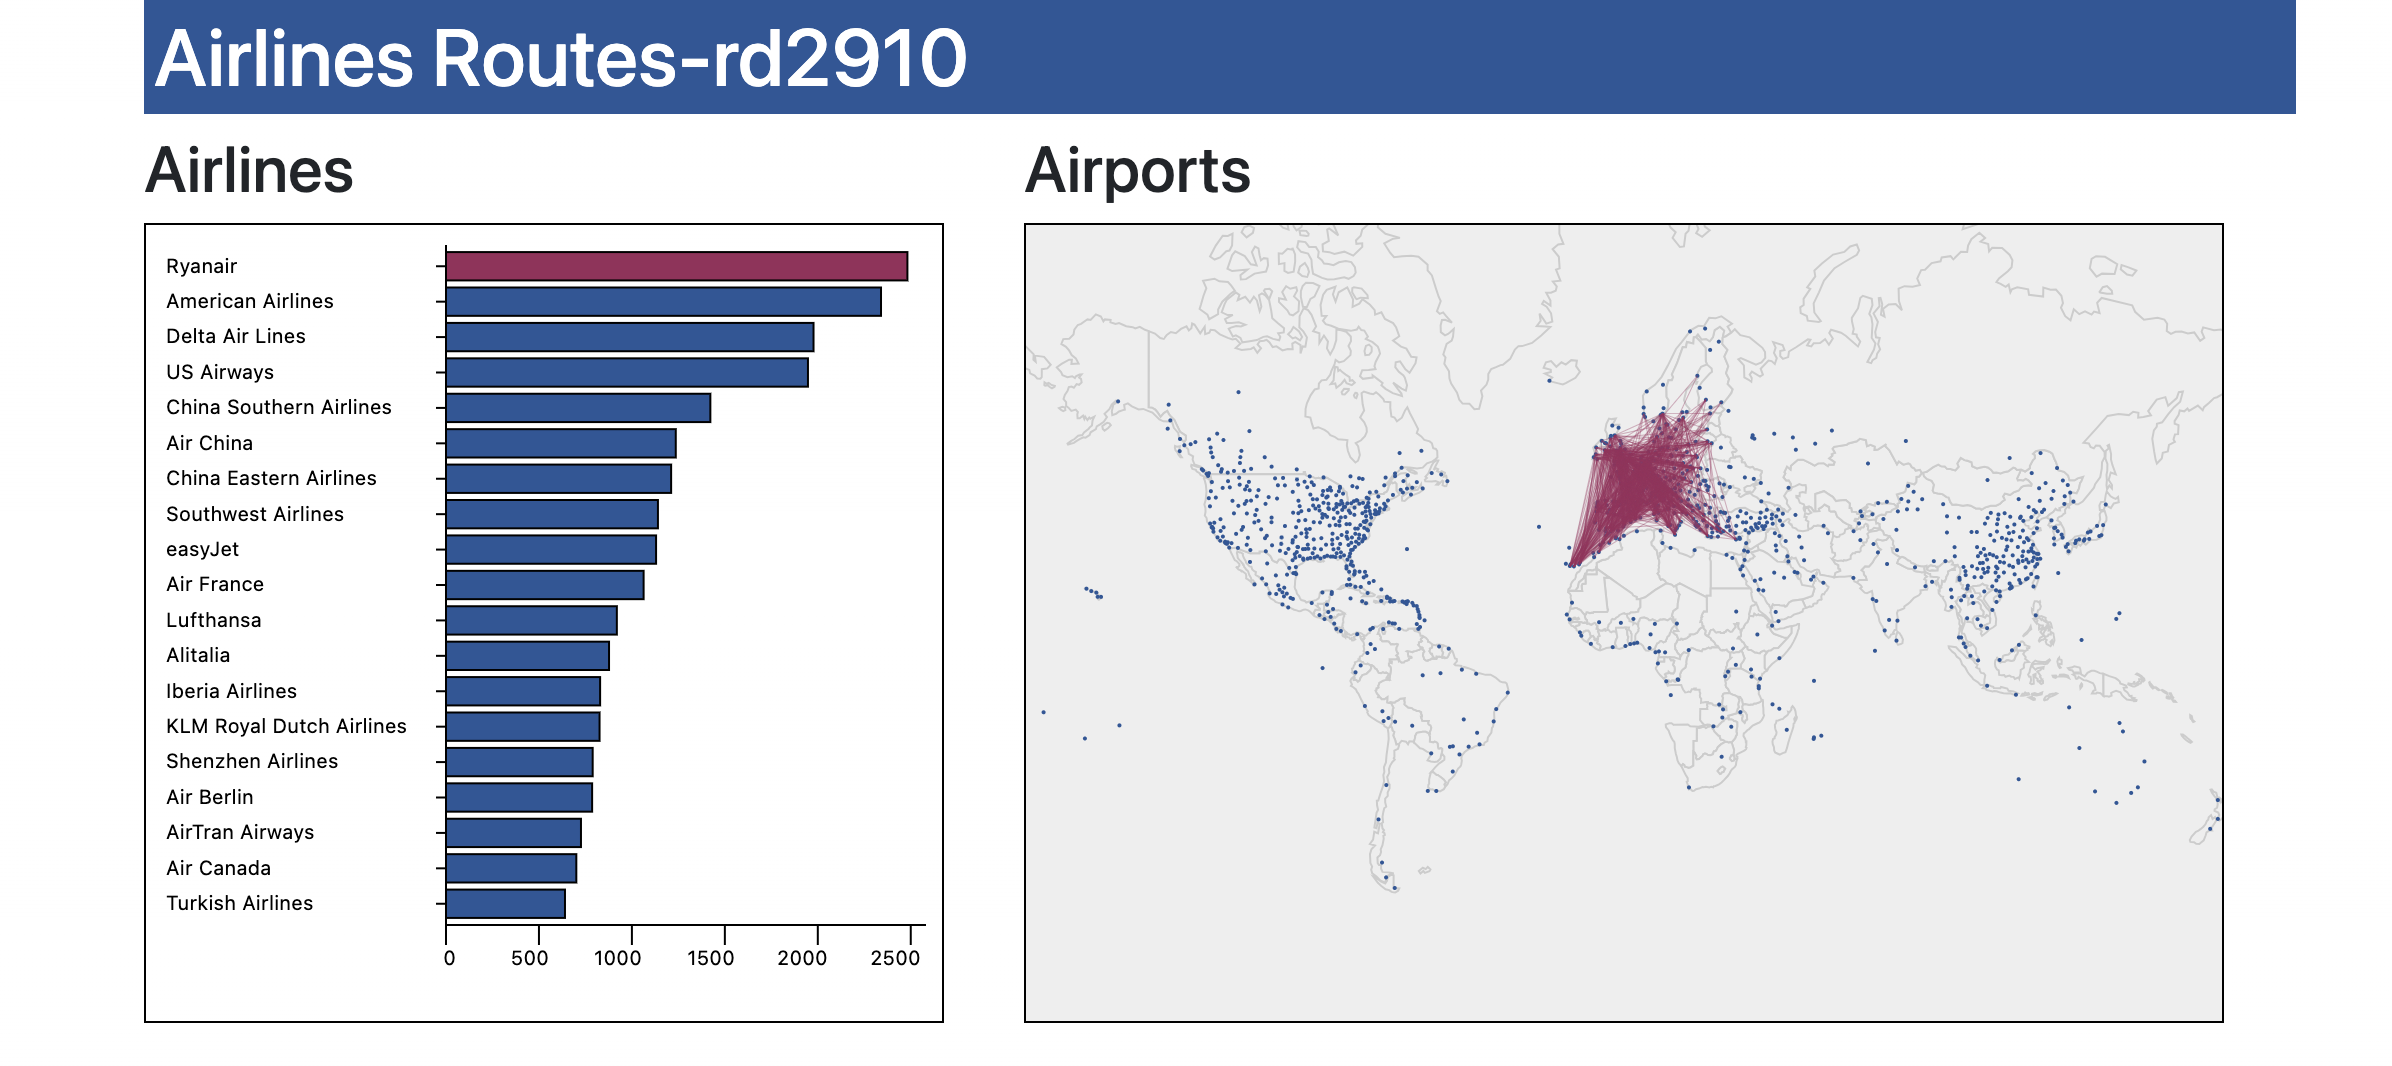 Airlines Routes-rd2910
Airlines
Airports
Ryanair
American Airlines
Delta Air Lines
US Airways
China Southern Airlines
Air China
China Eastern Airlines
Southwest Airlines
easyJet
Air France
Lufthansa
Alitalia
Iberia Airlines
KLM Royal Dutch Airlines
Shenzhen Airlines
Air Berlin
AirTran Airways
Air Canada
Turkish Airlines
0 500 1000 1500 2000 2500